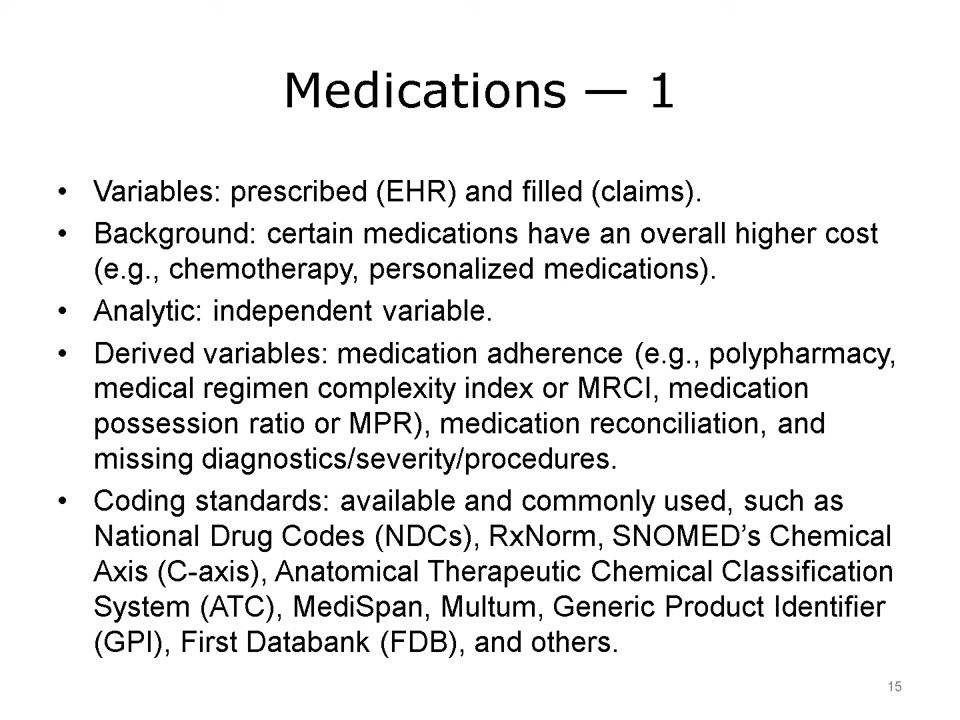 Medications — 1
• Variables: prescribed (EHR) and filled (claims).
• Background: certain medications have an overall higher cost
(e.g., chemotherapy, personalized medications).
• Analytic: independent variable.
• Derived variables: medication adherence (e.g., polypharmacy,
medical regimen complexity index or MRCI, medication
possession ratio or MPR), medication reconciliation, and
missing diagnostics/severity/procedures.
• Coding standards: available and commonly used, such as
National Drug Codes (NDCs), RxNorm, SNOMED’s Chemical
Axis (C-axis), Anatomical Therapeutic Chemical Classification
System (ATC), MediSpan, Multum, Generic Product Identifier
(GPI), First Databank (FDB), and others.
15